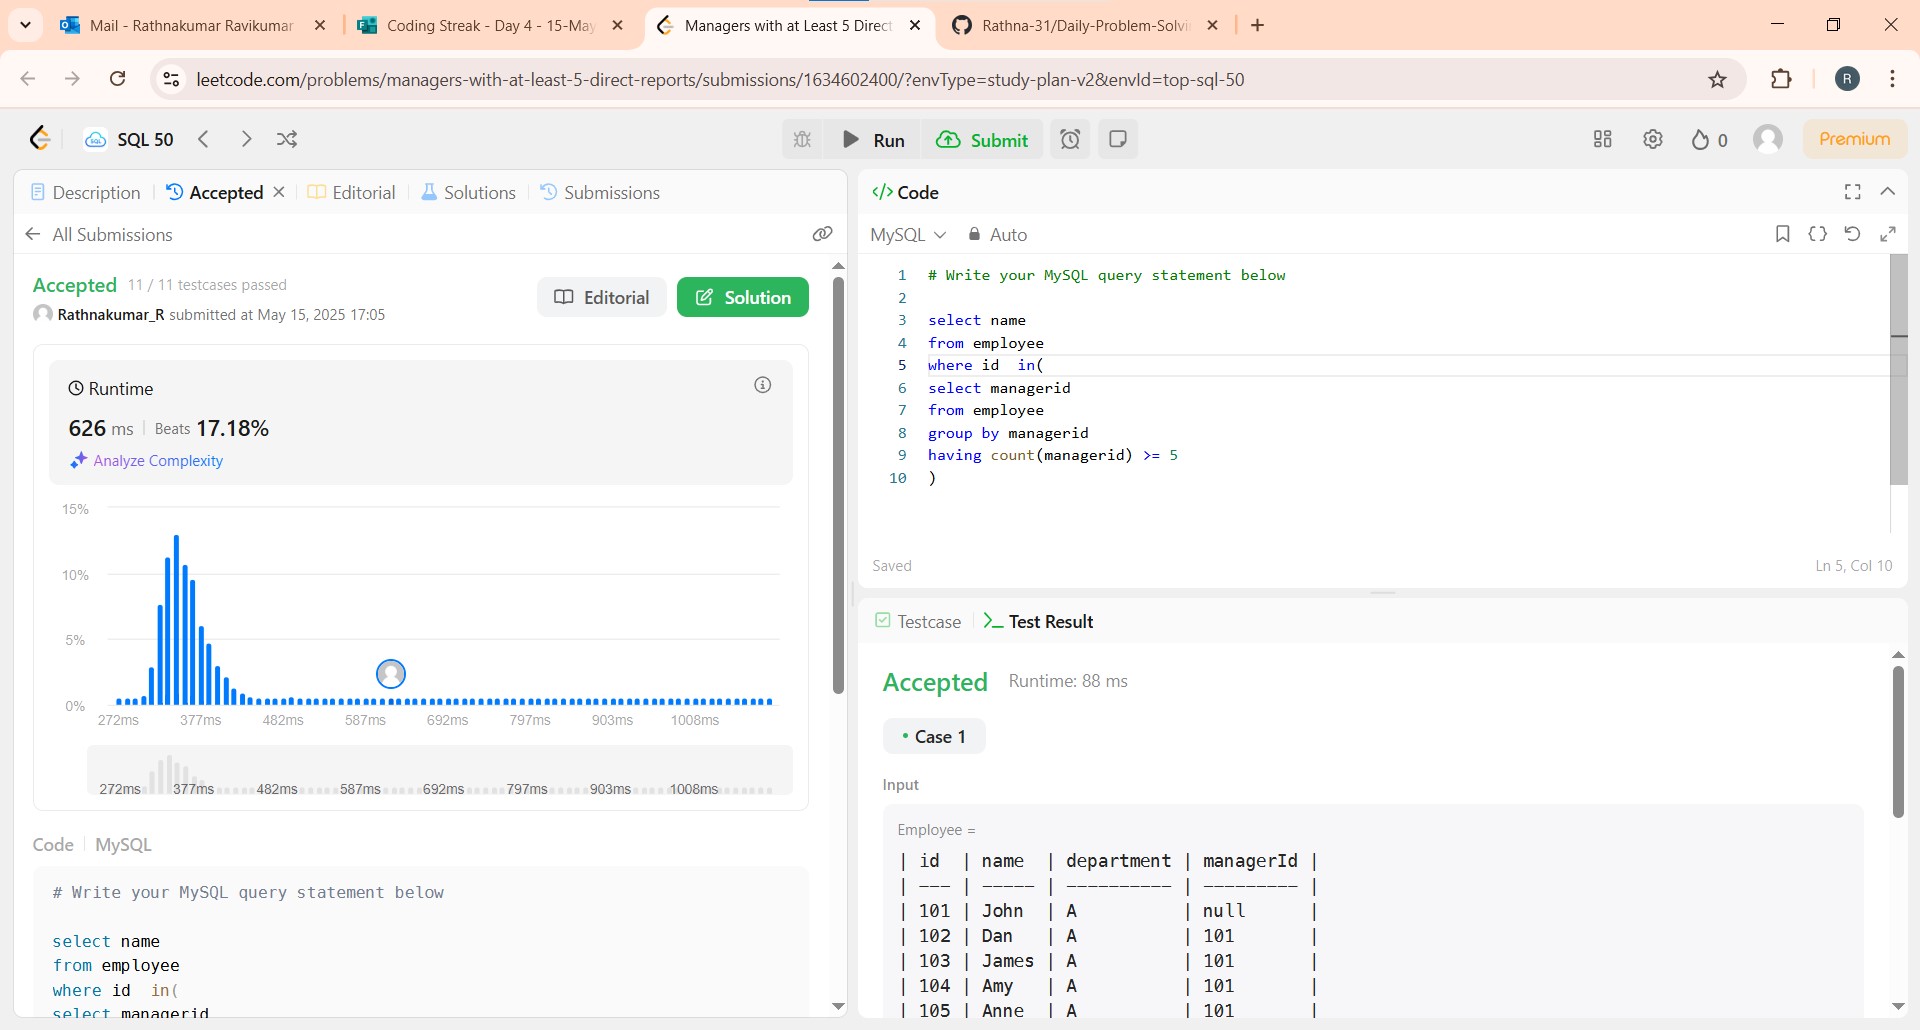 Mail - Rathnakumar Ravikumar
Coding Streak - Day 4 - 15-May
Managers with at Least 5 Direct
Rathna-31/Daily-Problem-Solvi
leetcode.com/problems/managers-with-at-least-5-direct-reports/submissions/1634602400/?envType=study-plan-v2&envId=top-sql-50
R
SQL 50
Run
Submit
0
Premium
Description
Accepted
Editorial
Solutions
Submissions
All Submissions
Accepted 11 / 11 testcases passed
Rathnakumar_R submitted at May 15, 2025 17:05
Editorial
Solution
Runtime
626 ms Beats 17.18%
Analyze Complexity
15%
10%
5%
0%
272ms 377ms 482ms 587ms 692ms 797ms 903ms 1008ms
272ms 377ms 482ms 587ms 692ms 797ms 903ms 1008ms
Code MySQL
# Write your MySQL query statement below
select name
from employee
where id  in(
select managerid
</> Code
MySQL Auto
1 # Write your MySQL query statement below
2
3 select name
4 from employee
5 where id  in(
6 select managerid
7 from employee
8 group by managerid
9 having count(managerid) >= 5
10 )
Saved
Ln 5, Col 10
Testcase
Test Result
Accepted Runtime: 88 ms
Case 1
Input
Employee =
| id  | name  | department | managerId |
| --- | ----- | ---------- | --------- |
| 101 | John  | A          | null      |
| 102 | Dan   | A          | 101       |
| 103 | James | A          | 101       |
| 104 | Amy   | A          | 101       |
| 105 | Anne  | A          | 101       |